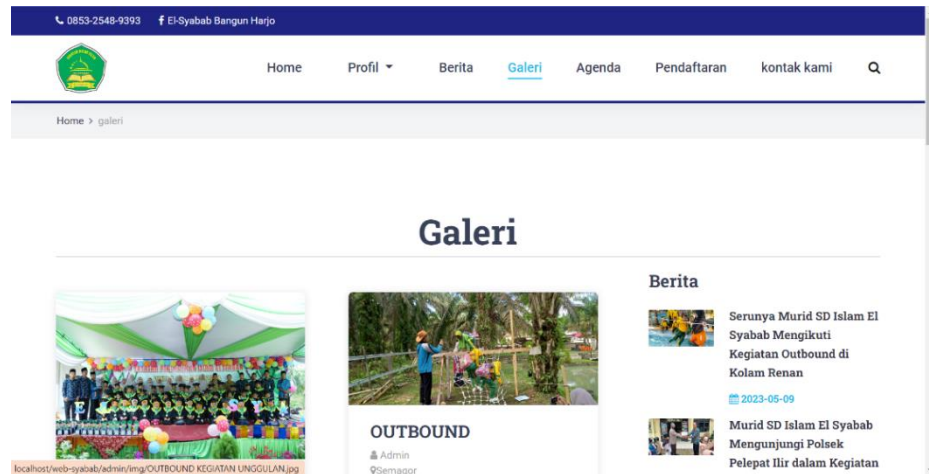 0853-2548-9393 El-Syabab Bangun Harjo
Home Profil Berita Galeri Agenda Pendaftaran kontak kami
Home > galeri
Galeri
OUTBOUND
Admin
Semagor
localhost/web-syabab/admin/img/OUTBOUND KEGIATAN UNGGULAN.jpg
Berita
Serunya Murid SD Islam El
Syabab Mengikuti
Kegiatan Outbound di
Kolam Renan
2023-05-09
Murid SD Islam El Syabab
Mengunjungi Polsek
Pelepat Ilir dalam Kegiatan